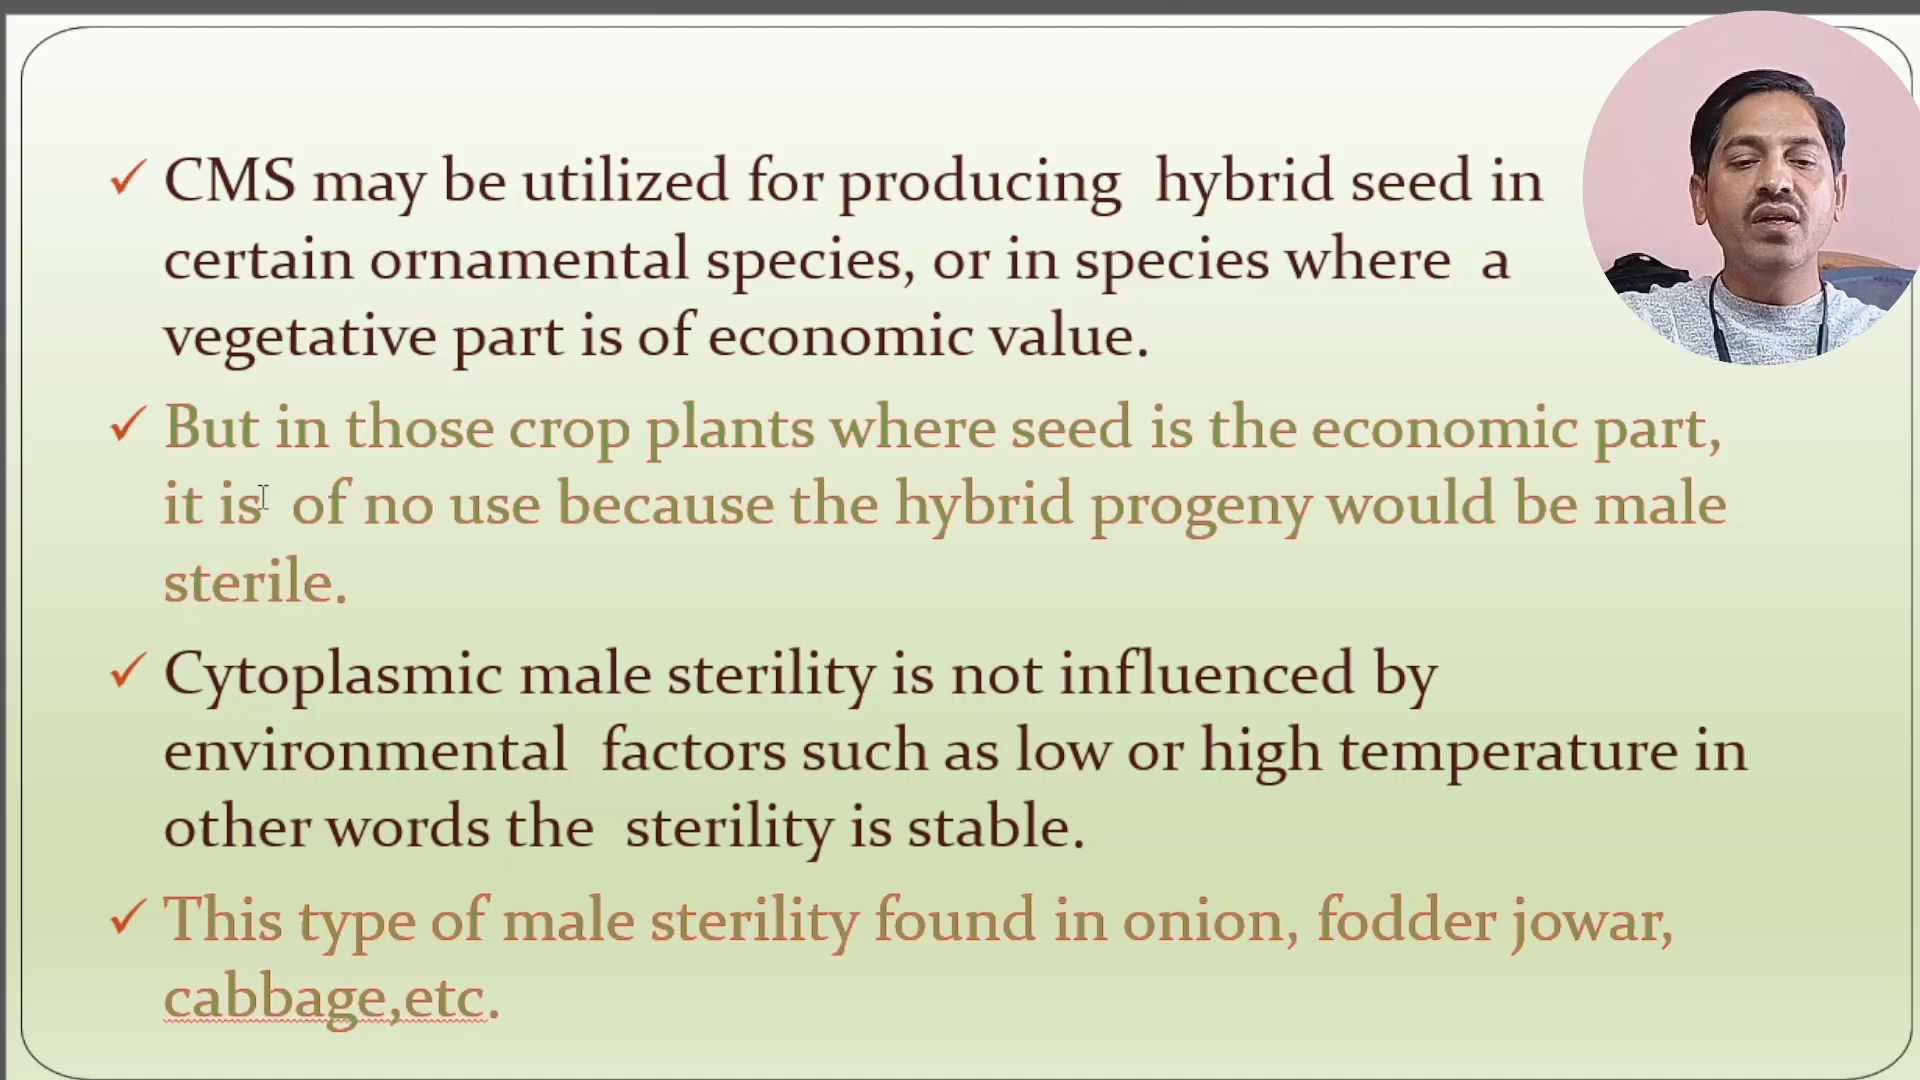 CMS may be utilized for producing hybrid seed in
certain ornamental species, or in species where a
vegetative part is of economic value.
But in those crop plants where seed is the economic part,
it is of no use because the hybrid progeny would be male
sterile.
Cytoplasmic male sterility is not influenced by
environmental factors such as low or high temperature in
other words the sterility is stable.
This type of male sterility found in onion, fodder jowar,
cabbage,etc.